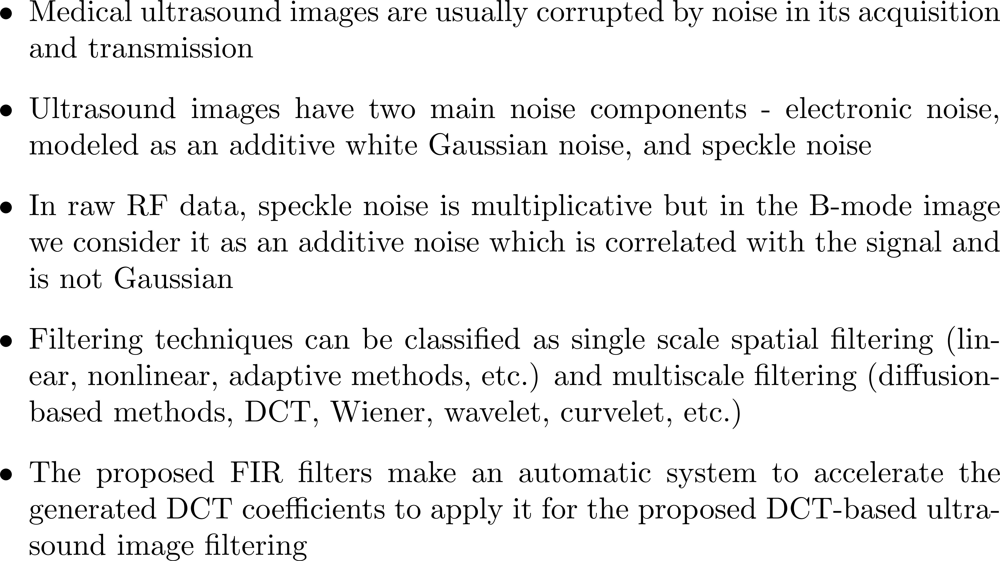 • Medical ultrasound images are usually corrupted by noise in its acquisition
and transmission
• Ultrasound images have two main noise components - electronic noise,
modeled as an additive white Gaussian noise, and speckle noise
• In raw RF data, speckle noise is multiplicative but in the B-mode image
we consider it as an additive noise which is correlated with the signal and
is not Gaussian
• Filtering techniques can be classified as single scale spatial filtering (lin-
ear, nonlinear, adaptive methods, etc.) and multiscale filtering (diffusion-
based methods, DCT, Wiener, wavelet, curvelet, etc.)
• The proposed FIR filters make an automatic system to accelerate the
generated DCT coefficients to apply it for the proposed DCT-based ultra-
sound image filtering